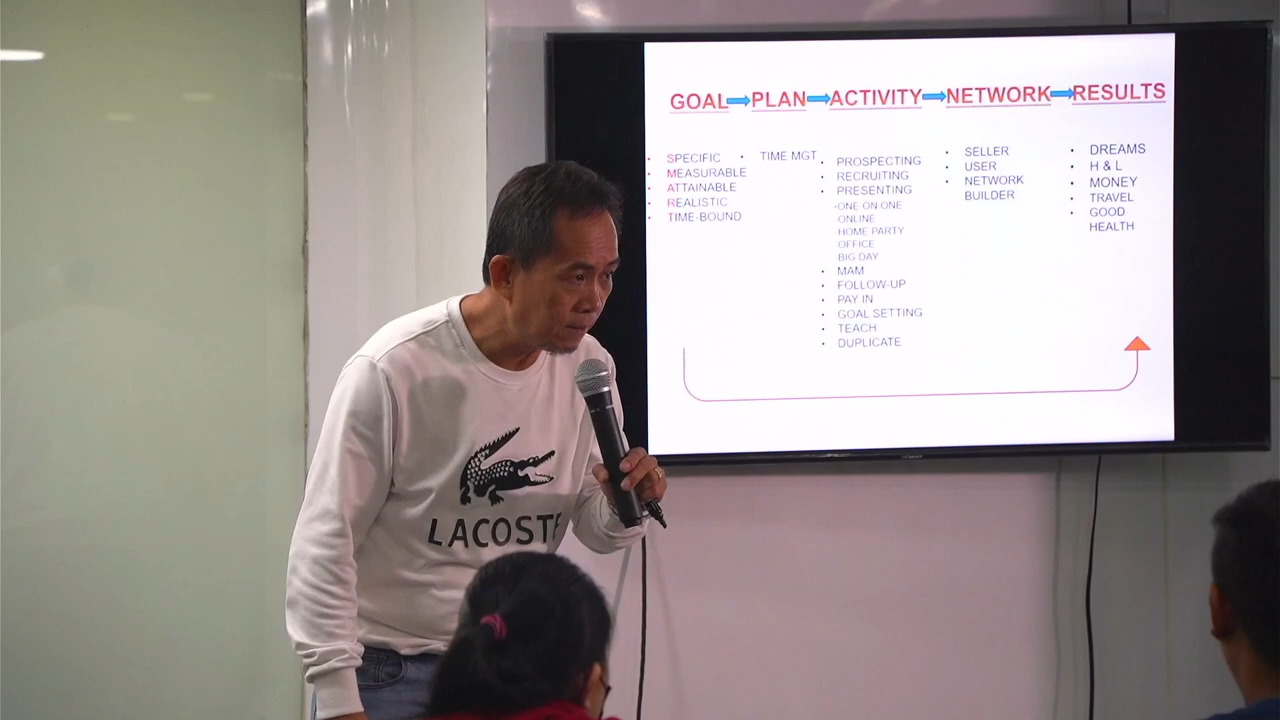 GOAL PLAN ACTIVITY NETWORK RESULTS
SPECIFIC
MEASURABLE
ATTAINABLE
REALISTIC
TIME-BOUND
TIME MGT
PROSPECTING
RECRUITING
PRESENTING
-ONE ON ONE
ONLINE
-HOME PARTY
OFFICE
BIG DAY
MAM
FOLLOW-UP
PAY IN
GOAL SETTING
TEACH
DUPLICATE
SELLER
USER
NETWORK
BUILDER
DREAMS
H & L
MONEY
TRAVEL
GOOD
HEALTH
LACOSTE